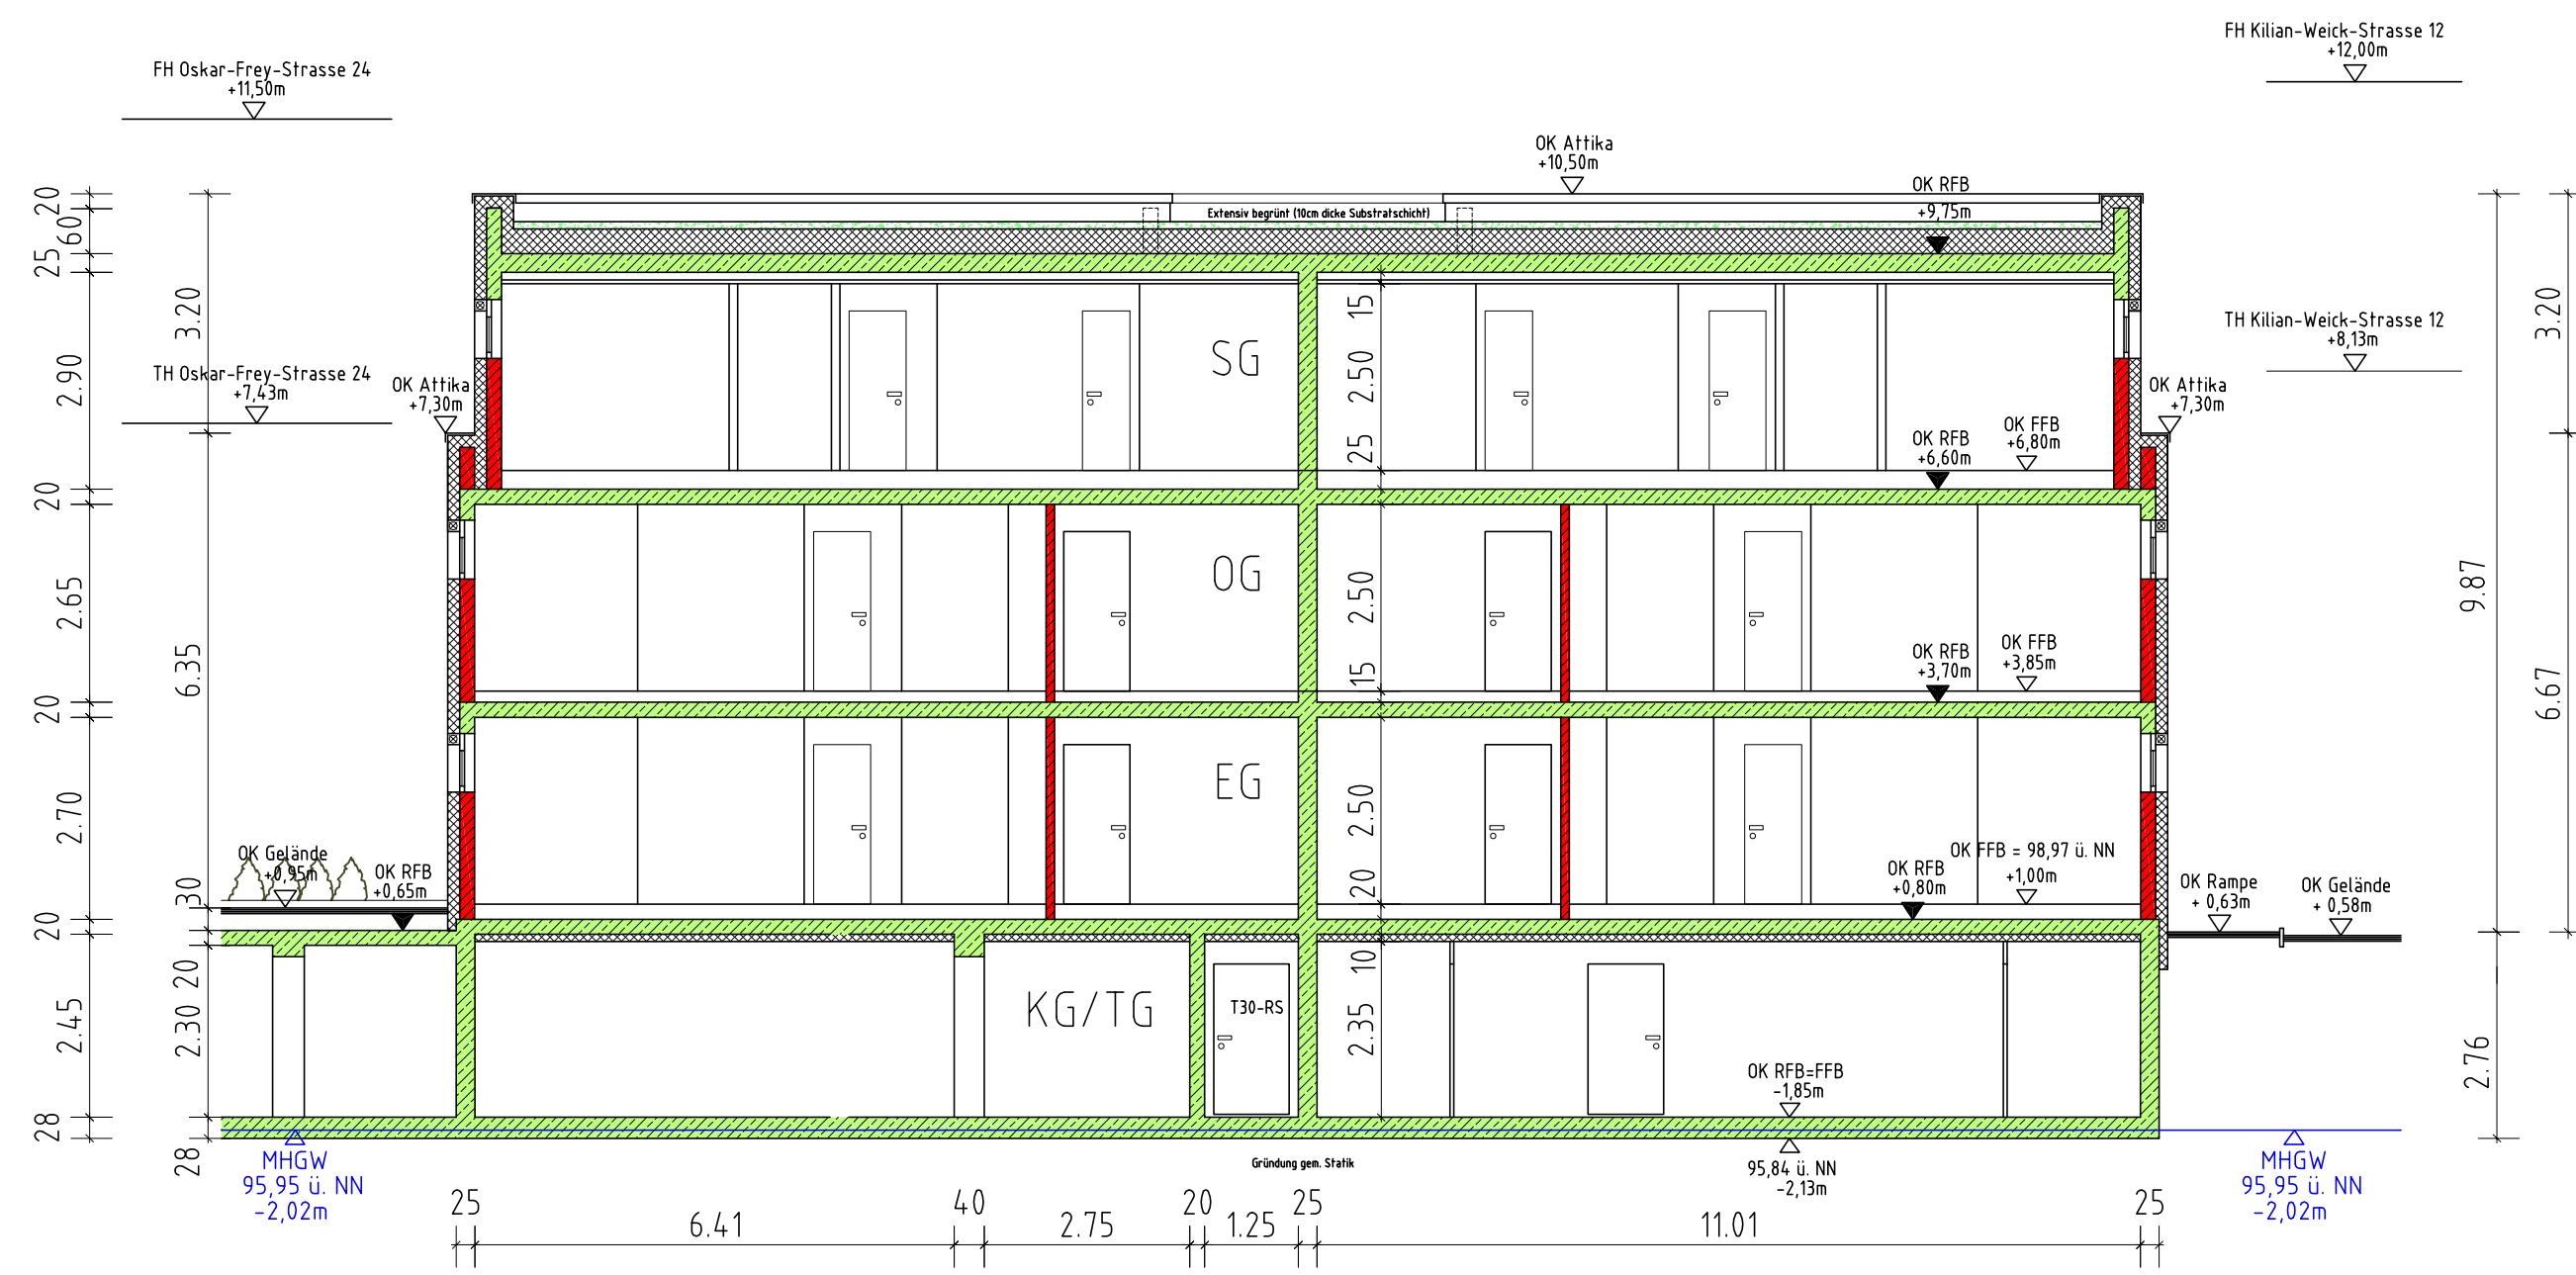 FH Kilian-Weick-Strasse 12
+12,00m
FH Oskar-Frey-Strasse 24
+11,50m
OK Attika
+10,50m
OK RFB
+9,75m
Extensiv begrünt (10cm dicke Substratschicht)
20
60
25
2.90
20
2.65
20
2.70
20
2.45
28
3.20
6.35
30
20
2.30
28
TH Oskar-Frey-Strasse 24
+7,43m
OK Attika
+7,30m
SG
15
2.50
25
OK RFB
+6,60m
OK FFB
+6,80m
TH Kilian-Weick-Strasse 12
+8,13m
OK Attika
+7,30m
OG
2.50
15
OK RFB
+3,70m
OK FFB
+3,85m
EG
2.50
20
OK FFB = 98,97 ü. NN
+1,00m
OK RFB
+0,80m
OK Gelände
+0,95m
OK RFB
+0,65m
OK Rampe
+ 0,63m
OK Gelände
+ 0,58m
3.20
9.87
6.67
2.76
KG/TG
T30-RS
10
2.35
OK RFB=FFB
-1,85m
MHGW
95,95 ü. NN
-2,02m
Gründung gem. Statik
95,84 ü. NN
-2,13m
MHGW
95,95 ü. NN
-2,02m
25
40
20
25
25
6.41
2.75
1.25
11.01